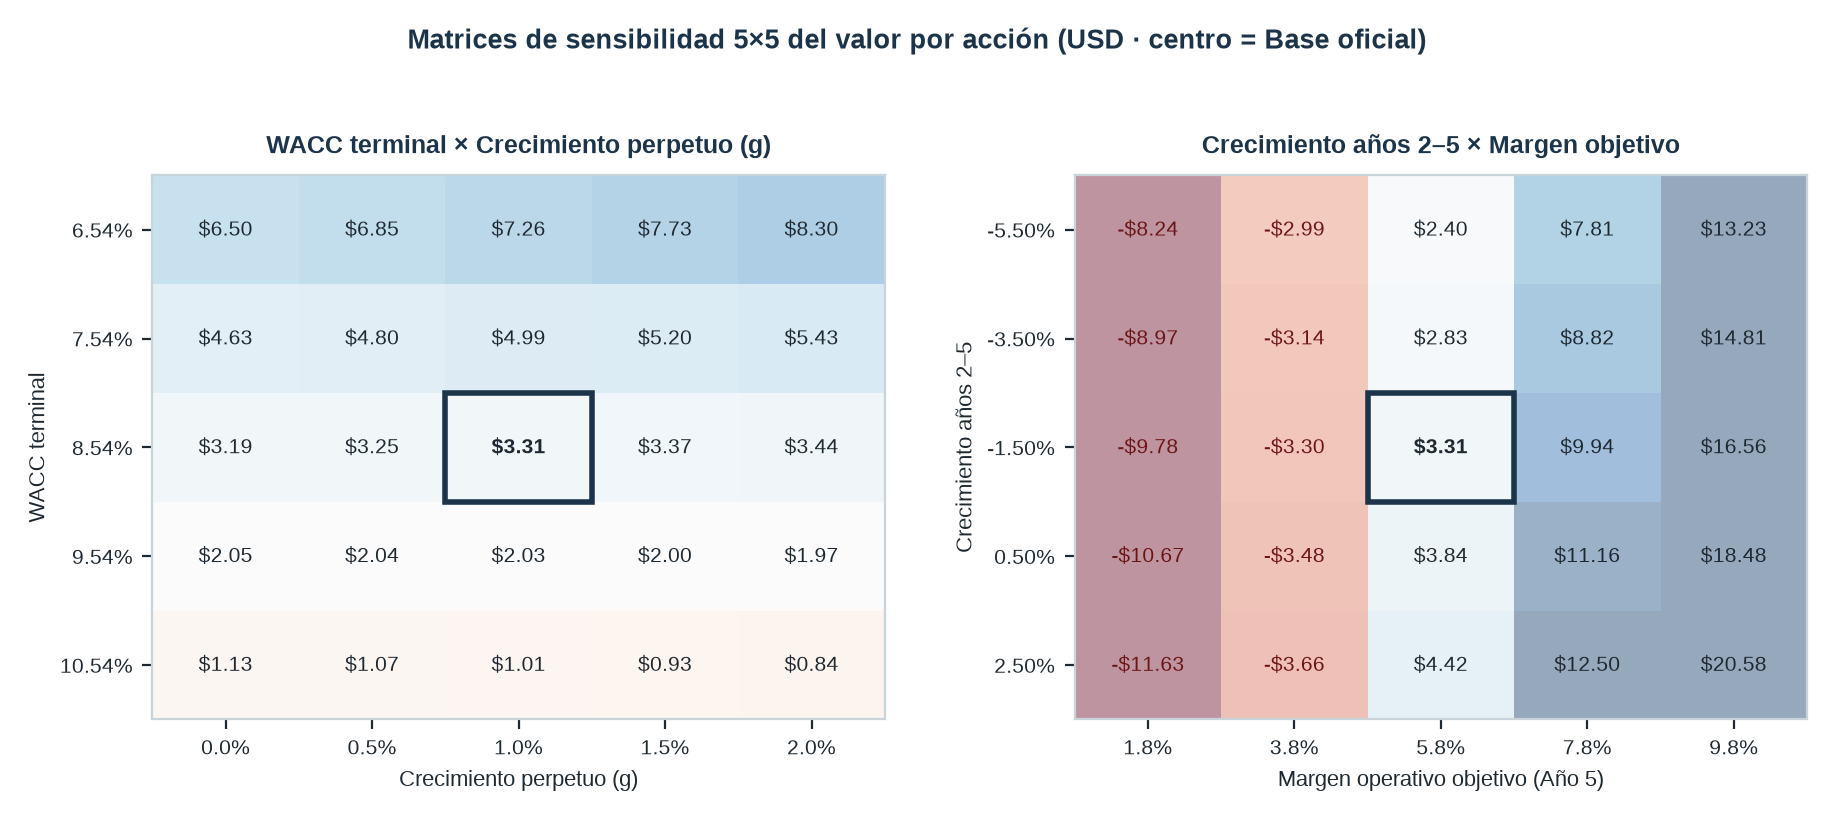 Matrices de sensibilidad 5×5 del valor por acción (USD · centro = Base oficial)
WACC terminal × Crecimiento perpetuo (g)
WACC terminal
6.54% $6.50 $6.85 $7.26 $7.73 $8.30
7.54% $4.63 $4.80 $4.99 $5.20 $5.43
8.54% $3.19 $3.25 $3.31 $3.37 $3.44
9.54% $2.05 $2.04 $2.03 $2.00 $1.97
10.54% $1.13 $1.07 $1.01 $0.93 $0.84
0.0% 0.5% 1.0% 1.5% 2.0%
Crecimiento perpetuo (g)
Crecimiento años 2–5 × Margen objetivo
Crecimiento años 2–5
-5.50% -$8.24 -$2.99 $2.40 $7.81 $13.23
-3.50% -$8.97 -$3.14 $2.83 $8.82 $14.81
-1.50% -$9.78 -$3.30 $3.31 $9.94 $16.56
0.50% -$10.67 -$3.48 $3.84 $11.16 $18.48
2.50% -$11.63 -$3.66 $4.42 $12.50 $20.58
1.8% 3.8% 5.8% 7.8% 9.8%
Margen operativo objetivo (Año 5)